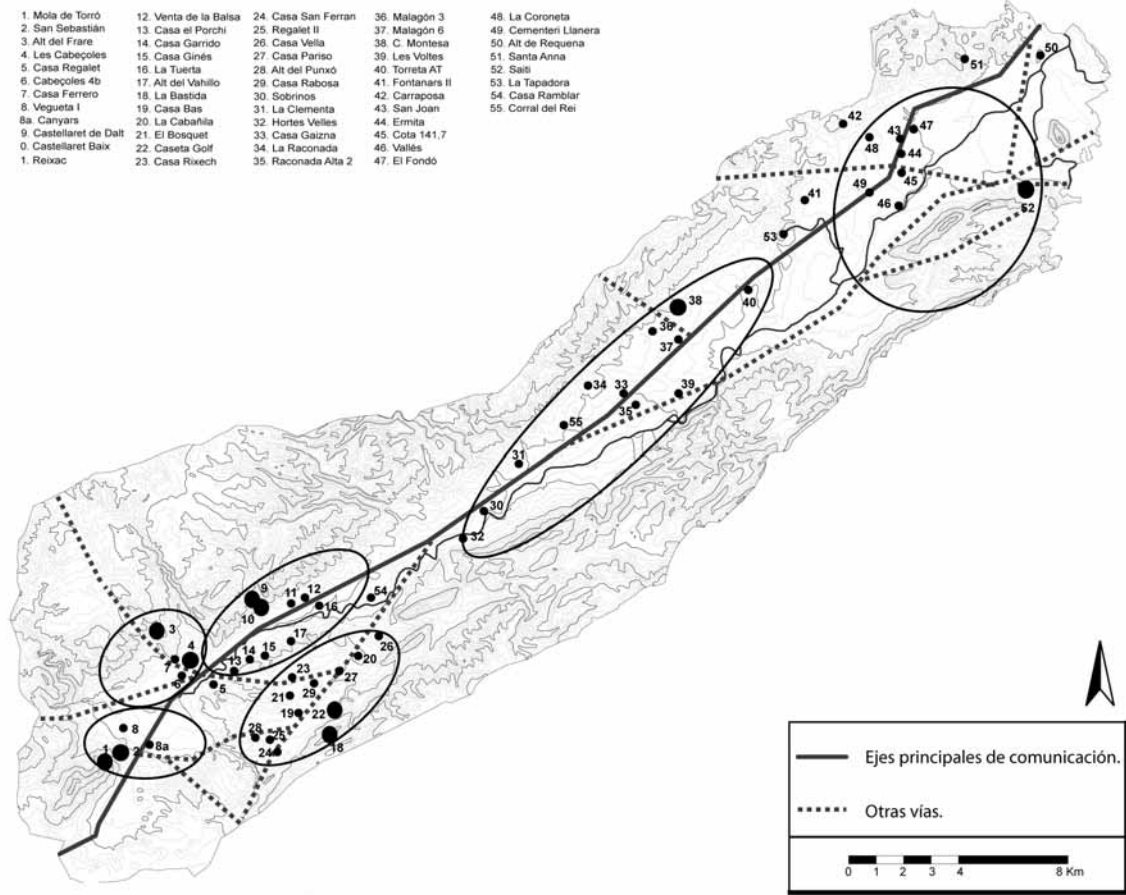 1. Mola de Torró
2. San Sebastián
3. Alt del Frare
4. Les Cabeçoles
5. Casa Regalet
6. Cabeçoles 4b
7. Casa Ferrero
8. Vegueta I
8a. Canyars
9. Castellaret de Dalt
0. Castellaret Baix
1. Reixac
12. Venta de la Balsa
13. Casa el Porchi
14. Casa Garrido
15. Casa Ginés
16. La Tuerta
17. Alt del Vahillo
18. La Bastida
19. Casa Bas
20. La Cabañila
21. El Bosquet
22. Caseta Golf
23. Casa Rixech
24. Casa San Ferran
25. Regalet II
26. Casa Vella
27. Casa Pariso
28. Alt del Punxó
29. Casa Rabosa
30. Sobrinos
31. La Clementa
32. Hortes Velles
33. Casa Gaizna
34. La Raconada
35. Raconada Alta 2
36. Malagón 3
37. Malagón 6
38. C. Montesa
39. Les Voltes
40. Torreta AT
41. Fontanars II
42. Carraposa
43. San Joan
44. Ermita
45. Cota 141,7
46. Vallés
47. El Fondó
48. La Coroneta
49. Cementeri Llanera
50. Alt de Requena
51. Santa Anna
52. Saiti
53. La Tapadora
54. Casa Ramblar
55. Corral del Rei
50
51
42
47
43
48
44
45
49
52
41
46
53
38
40
36
37
34
33
39
35
55
31
30
32
9
11
12
54
10
16
3
17
26
4
14
15
20
7
13
6
5
23
27
29
21
19
22
8
28
25
18
8a
1
2
24
Ejes principales de comunicación.
Otras vías.
0 1 2 3 4 8 Km